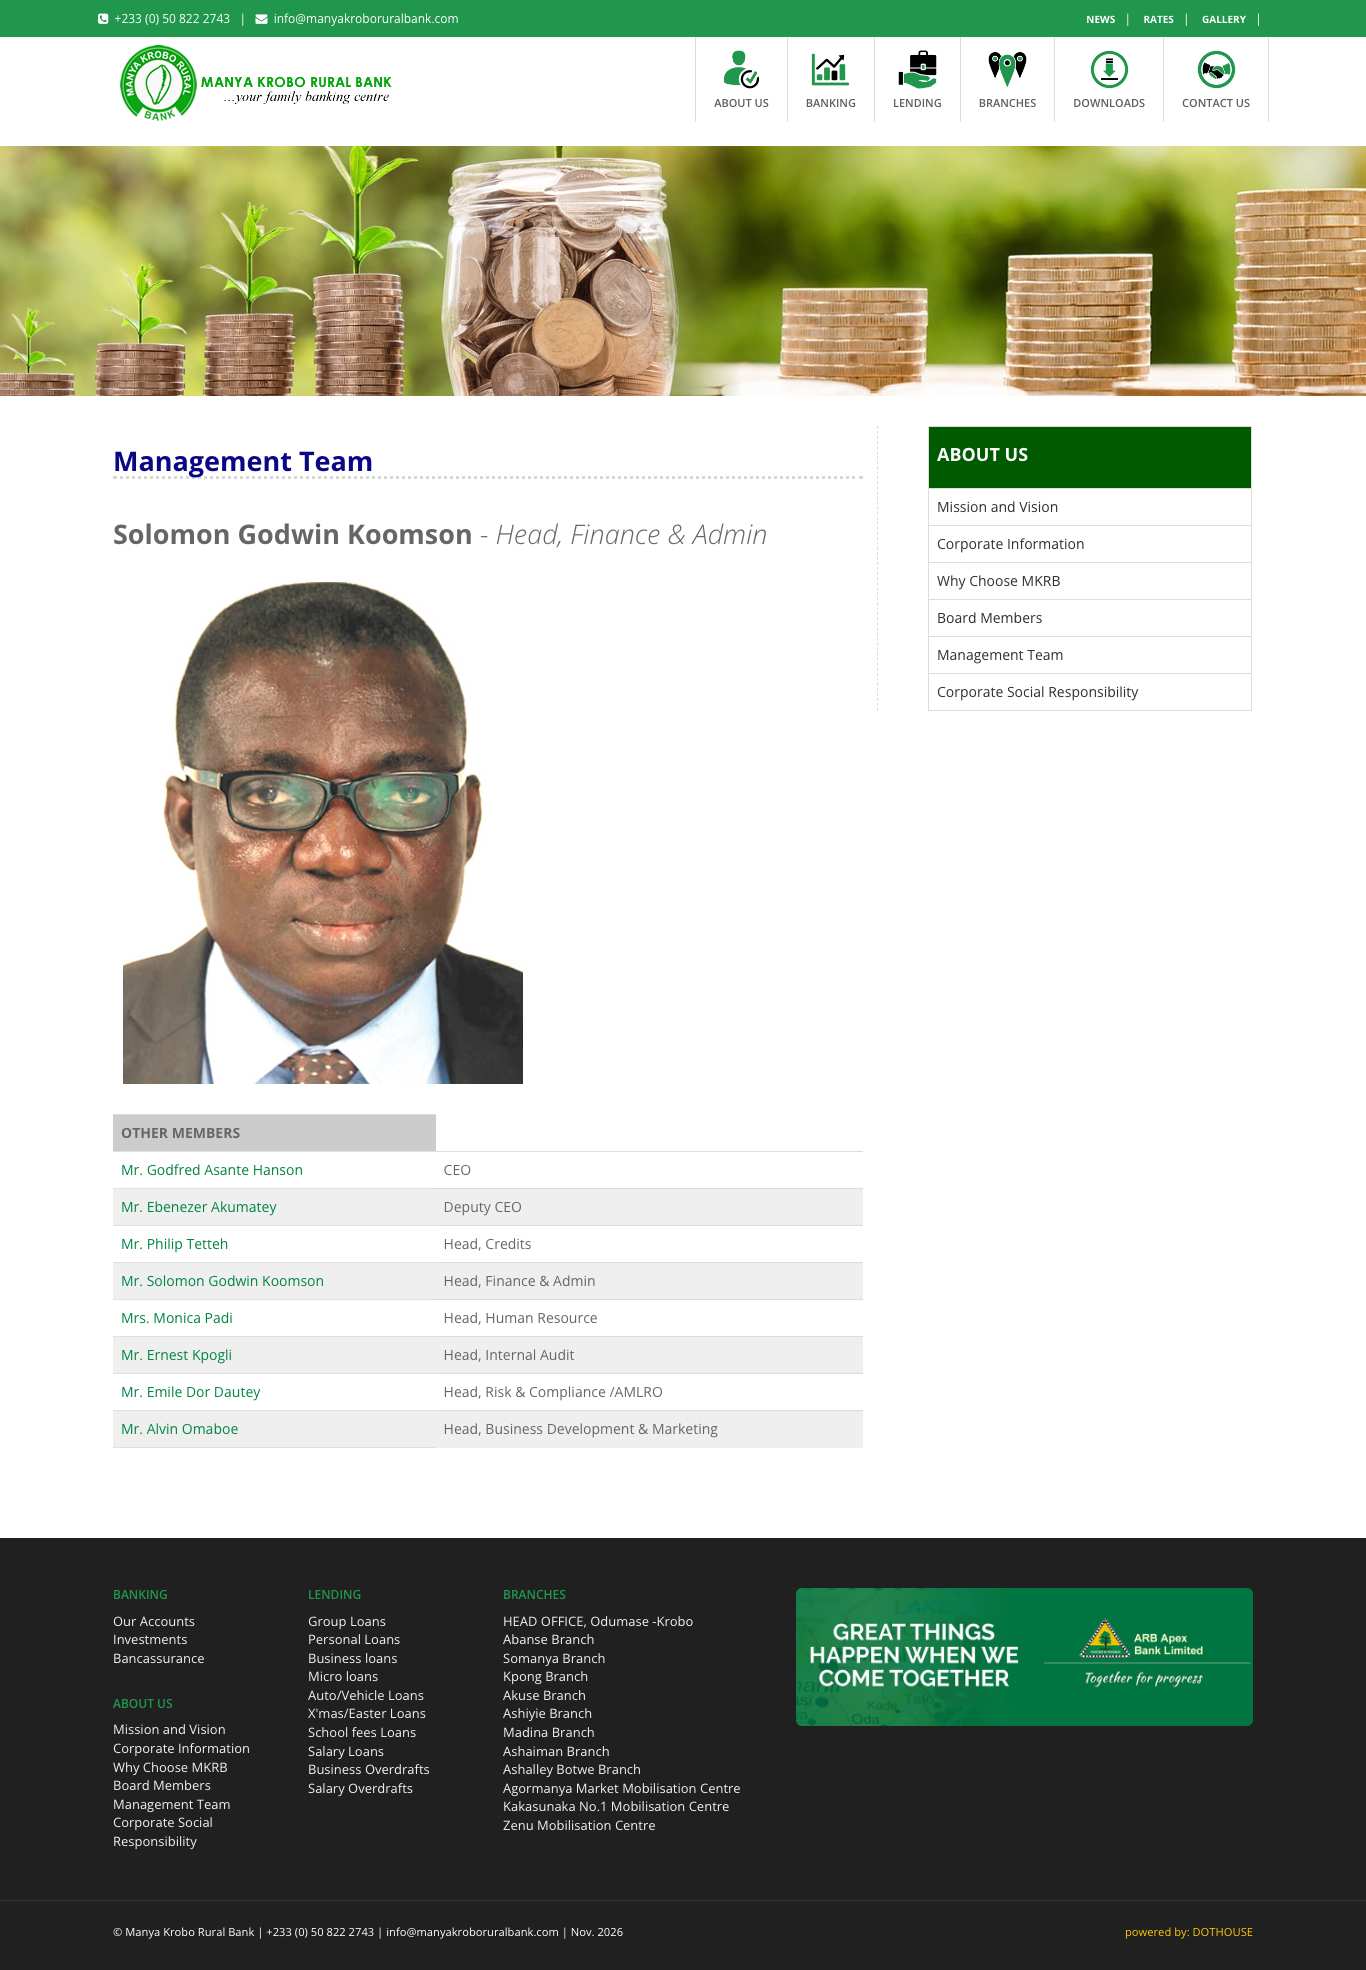 +233 (0) 50 822 2743 | info@manyakroboruralbank.com
NEWS | RATES | GALLERY |
MANYA KROBO RURAL BANK
MANYA KROBO RURAL BANK
...your family banking centre
ABOUT US
BANKING
LENDING
BRANCHES
DOWNLOADS
CONTACT US
Management Team
Solomon Godwin Koomson - Head, Finance & Admin
ABOUT US
Mission and Vision
Corporate Information
Why Choose MKRB
Board Members
Management Team
Corporate Social Responsibility
OTHER MEMBERS
Mr. Godfred Asante Hanson CEO
Mr. Ebenezer Akumatey Deputy CEO
Mr. Philip Tetteh Head, Credits
Mr. Solomon Godwin Koomson Head, Finance & Admin
Mrs. Monica Padi Head, Human Resource
Mr. Ernest Kpogli Head, Internal Audit
Mr. Emile Dor Dautey Head, Risk & Compliance /AMLRO
Mr. Alvin Omaboe Head, Business Development & Marketing
BANKING
Our Accounts
Investments
Bancassurance
ABOUT US
Mission and Vision
Corporate Information
Why Choose MKRB
Board Members
Management Team
Corporate Social
Responsibility
LENDING
Group Loans
Personal Loans
Business loans
Micro loans
Auto/Vehicle Loans
X'mas/Easter Loans
School fees Loans
Salary Loans
Business Overdrafts
Salary Overdrafts
BRANCHES
HEAD OFFICE, Odumase -Krobo
Abanse Branch
Somanya Branch
Kpong Branch
Akuse Branch
Ashiyie Branch
Madina Branch
Ashaiman Branch
Ashalley Botwe Branch
Agormanya Market Mobilisation Centre
Kakasunaka No.1 Mobilisation Centre
Zenu Mobilisation Centre
LAKE
GREAT THINGS
HAPPEN WHEN WE
COME TOGETHER
Oda
ARB Apex
Bank Limited
Together for progress
© Manya Krobo Rural Bank | +233 (0) 50 822 2743 | info@manyakroboruralbank.com | Nov. 2026
powered by: DOTHOUSE